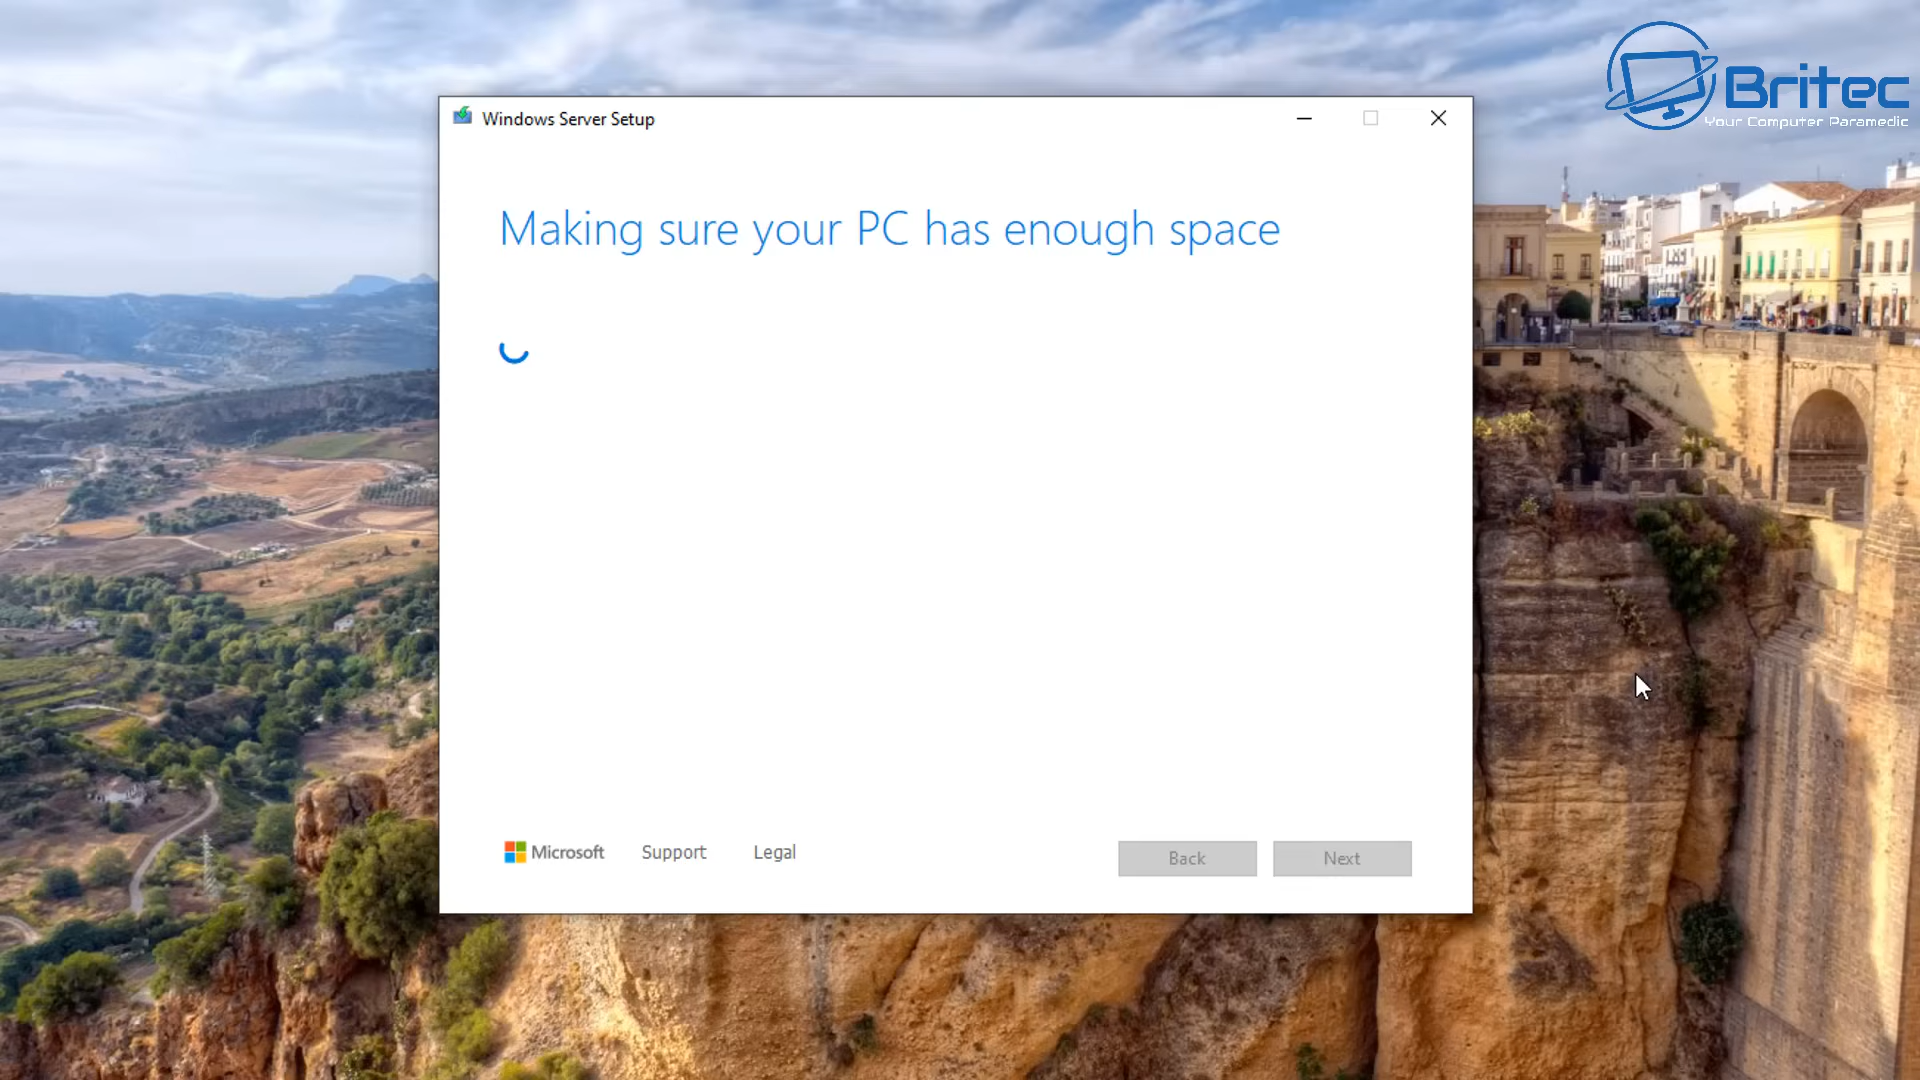 Britec
Your Computer Paramedic
Windows Server Setup
Making sure your PC has enough space
Microsoft
Support
Legal
Back
Next